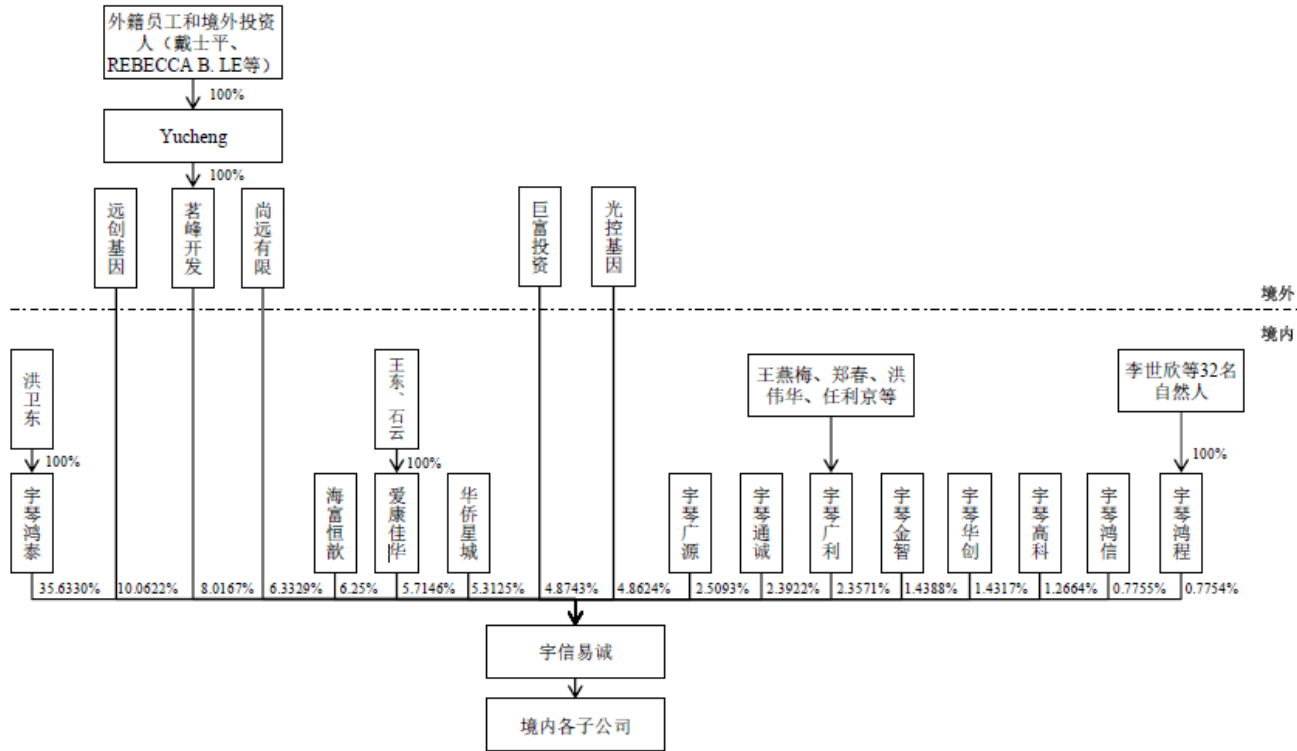 外籍员工和境外投资
人（戴士平、
REBECCA B. LE等）
100%
Yucheng
100%
远创基因
茗峰开发
尚远有限
巨富投资
光控基因
境外
境内
洪卫东
王东、石云
王燕梅、郑春、洪
伟华、任利京等
李世欣等32名
自然人
100%
100%
100%
宇琴鸿泰
海富恒歆
爱康佳华
华侨星城
宇琴广源
宇琴通诚
宇琴广利
宇琴金智
宇琴华创
宇琴高科
宇琴鸿信
宇琴鸿程
35.6330%
10.0622%
8.0167%
6.3329%
6.25%
5.7146%
5.3125%
4.8743%
4.8624%
2.5093%
2.3922%
2.3571%
1.4388%
1.4317%
1.2664%
0.7755%
0.7754%
宇信易诚
境内各子公司